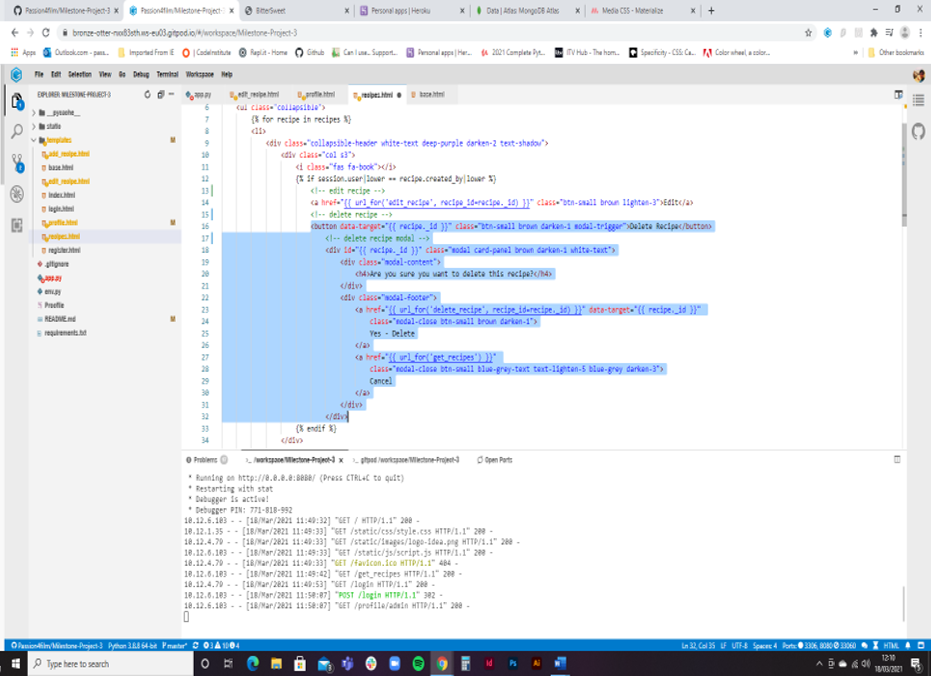 Passion4film/Milestone-Project-3
Passion4film/Milestone-Project-
BitterSweet
Personal apps | Heroku
Data | Atlas: MongoDB Atlas
Media CSS - Materialize
bronze-otter-nxx83sth.ws-eu03.gitpod.io/#/workspace/Milestone-Project-3
Apps
Outlook.com - pass...
Imported From IE
| CodeInstitute
Repl.it - Home
Github
Can I use... Support...
Personal apps | Her...
2021 Complete Pyt...
ITV Hub - The hom...
Specificity - CSS: Ca...
Color wheel, a color...
Other bookmarks
File Edit Selection View Go Debug Terminal Workspace Help
EXPLORER: MILESTONE-PROJECT-3
__pycache__
static
templates M
add_recipe.html
base.html
edit_recipe.html
index.html
login.html
profile.html M
recipes.html
register.html
.gitignore
app.py
env.py
Procfile
README.md M
requirements.txt
app.py
edit_recipe.html
profile.html
recipes.html
base.html
6 <ul class="collapsible">
7 {% for recipe in recipes %}
8 <li>
9 <div class="collapsible-header white-text deep-purple darken-2 text-shadow">
10 <div class="col s3">
11 <i class="fas fa-book"></i>
12 {% if session.user|lower == recipe.created_by|lower %}
13 <!-- edit recipe -->
14 <a href="{{ url_for('edit_recipe', recipe_id=recipe._id) }}" class="btn-small brown lighten-3">Edit</a>
15 <!-- delete recipe -->
16 <button data-target="{{ recipe._id }}" class="btn-small brown darken-1 modal-trigger">Delete Recipe</button>
17 <!-- delete recipe modal -->
18 <div id="{{ recipe._id }}" class="modal card-panel brown darken-1 white-text">
19 <div class="modal-content">
20 <h4>Are you sure you want to delete this recipe?</h4>
21 </div>
22 <div class="modal-footer">
23 <a href="{{ url_for('delete_recipe', recipe_id=recipe._id) }}" data-target="{{ recipe._id }}"
24 class="modal-close btn-small brown darken-1">
25 Yes - Delete
26 </a>
27 <a href="{{ url_for('get_recipes') }}"
28 class="modal-close btn-small blue-grey-text text-lighten-5 blue-grey darken-3">
29 Cancel
30 </a>
31 </div>
32 </div>
33 {% endif %}
34 </div>
Problems
/workspace/Milestone-Project-3
gitpod /workspace/Milestone-Project-3
Open Ports
* Running on http://0.0.0.0:8080/ (Press CTRL+C to quit)
* Restarting with stat
* Debugger is active!
* Debugger PIN: 771-818-992
10.12.6.103 - - [18/Mar/2021 11:49:32] "GET / HTTP/1.1" 200 -
10.12.1.35 - - [18/Mar/2021 11:49:33] "GET /static/css/style.css HTTP/1.1" 200 -
10.12.4.79 - - [18/Mar/2021 11:49:33] "GET /static/images/logo-idea.png HTTP/1.1" 200 -
10.12.6.103 - - [18/Mar/2021 11:49:33] "GET /static/js/script.js HTTP/1.1" 200 -
10.12.4.79 - - [18/Mar/2021 11:49:33] "GET /favicon.ico HTTP/1.1" 404 -
10.12.6.103 - - [18/Mar/2021 11:49:42] "GET /get_recipes HTTP/1.1" 200 -
10.12.4.79 - - [18/Mar/2021 11:49:53] "GET /login HTTP/1.1" 200 -
10.12.6.103 - - [18/Mar/2021 11:50:07] "POST /login HTTP/1.1" 302 -
10.12.6.103 - - [18/Mar/2021 11:50:07] "GET /profile/admin HTTP/1.1" 200 -
Passion4film/Milestone-Project-3 Python 3.8.8 64-bit master* 3 10 4
Ln 32, Col 35 LF UTF-8 Spaces: 4 Ports: 3306, 8080 33060 HTML
Type here to search
12:10
18/03/2021